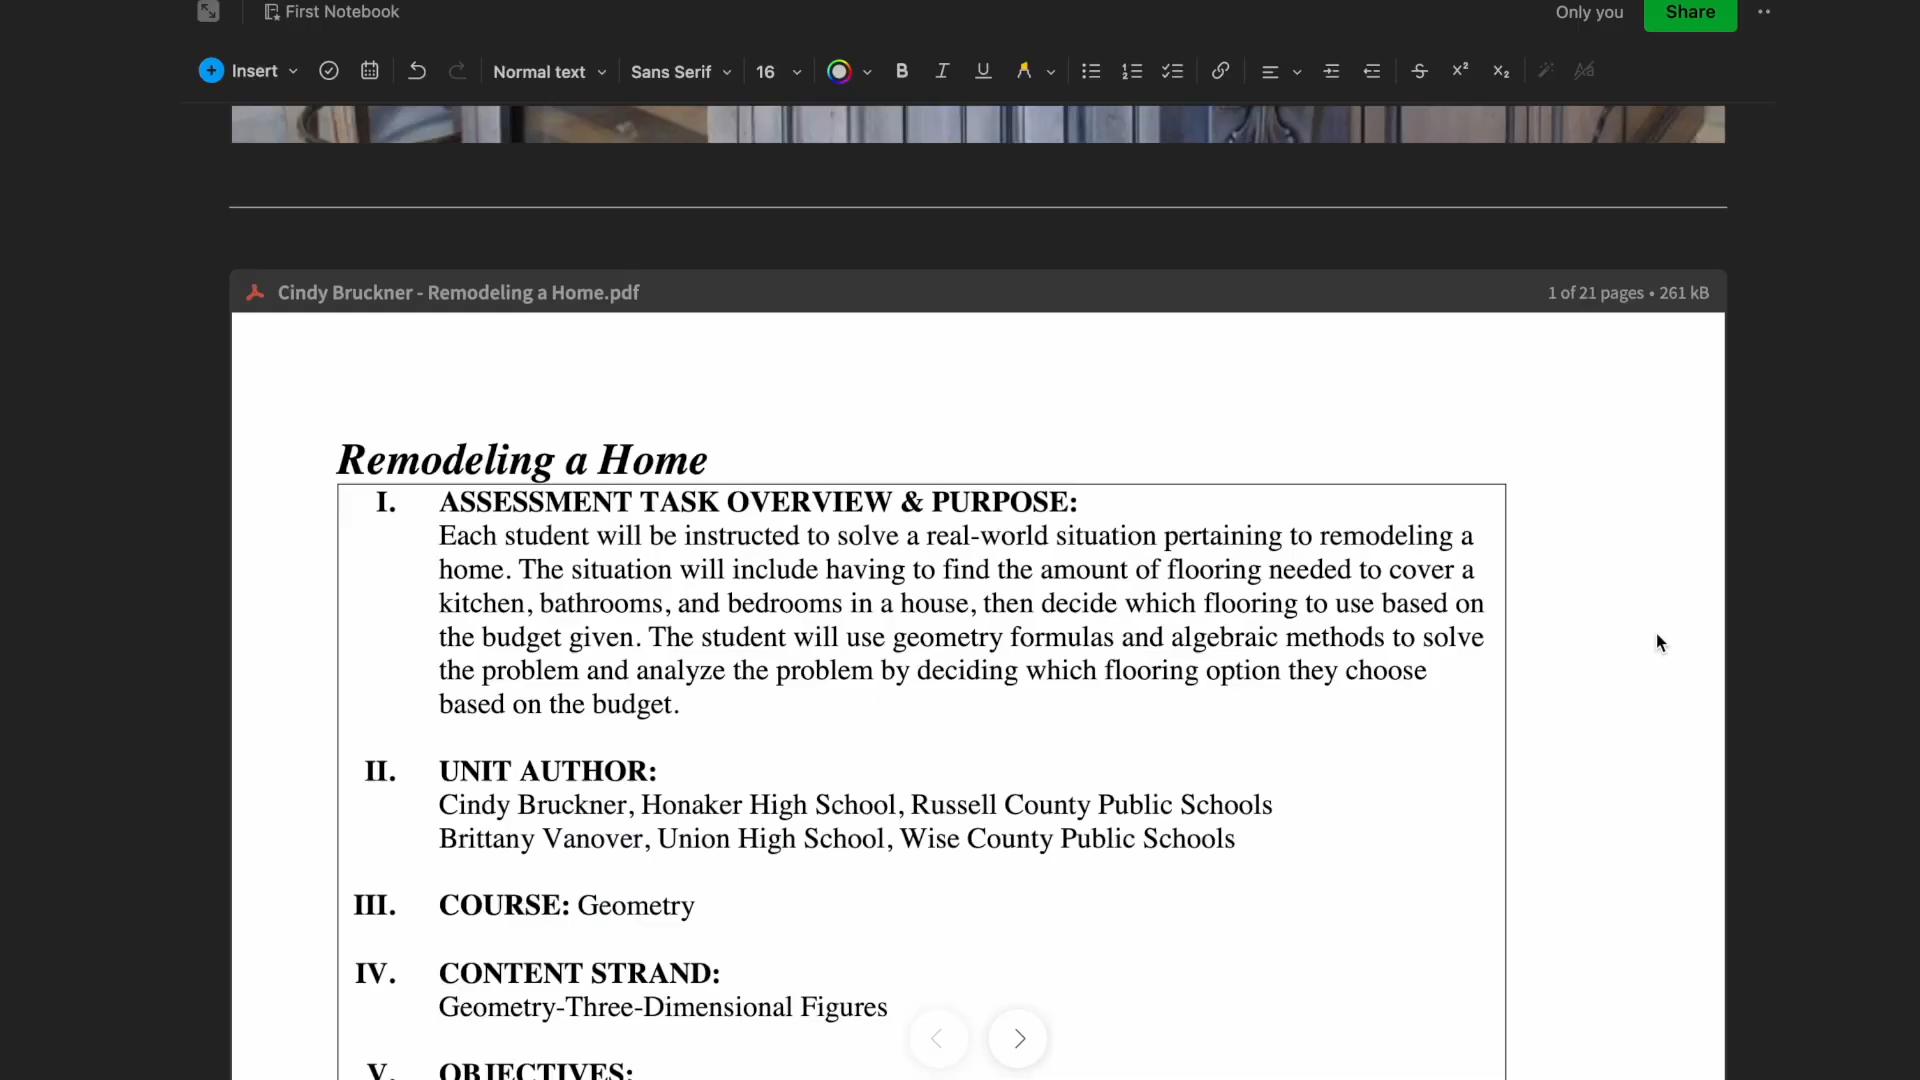 First Notebook
Only you
Share
Insert
Normal text
Sans Serif
16
Cindy Bruckner - Remodeling a Home.pdf
1 of 21 pages • 261 kB
Remodeling a Home
I. ASSESSMENT TASK OVERVIEW & PURPOSE:
Each student will be instructed to solve a real-world situation pertaining to remodeling a
home. The situation will include having to find the amount of flooring needed to cover a
kitchen, bathrooms, and bedrooms in a house, then decide which flooring to use based on
the budget given. The student will use geometry formulas and algebraic methods to solve
the problem and analyze the problem by deciding which flooring option they choose
based on the budget.
II. UNIT AUTHOR:
Cindy Bruckner, Honaker High School, Russell County Public Schools
Brittany Vanover, Union High School, Wise County Public Schools
III. COURSE: Geometry
IV. CONTENT STRAND:
Geometry-Three-Dimensional Figures
V. OBJECTIVES: